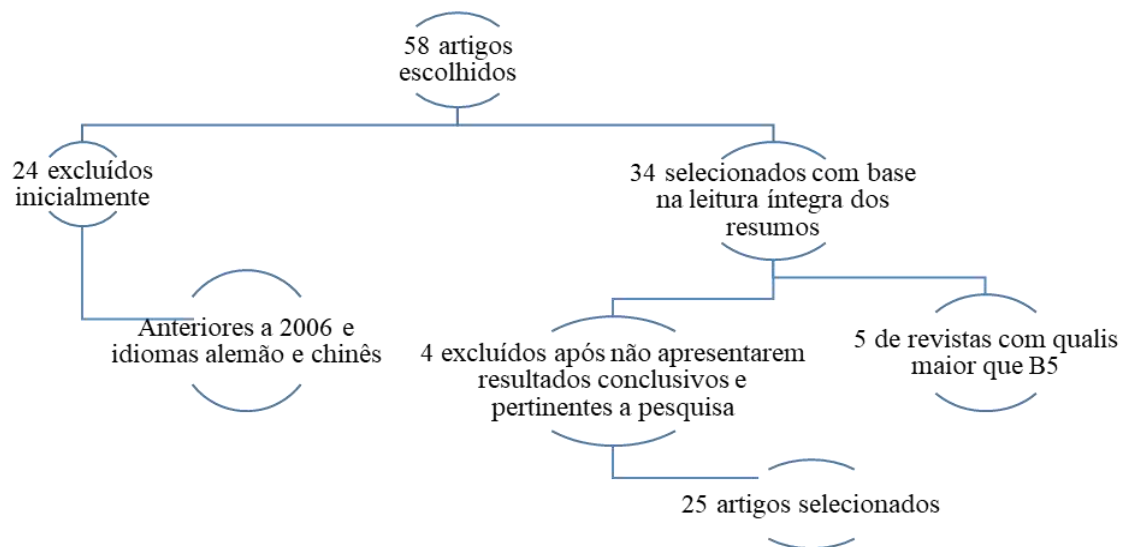 58 artigos
escolhidos
24 excluídos
inicialmente
34 selecionados com base
na leitura íntegra dos
resumos
Anteriores a 2006 e
idiomas alemão e chinês
4 excluídos após não apresentarem
resultados conclusivos e
pertinentes a pesquisa
5 de revistas com qualis
maior que B5
25 artigos selecionados